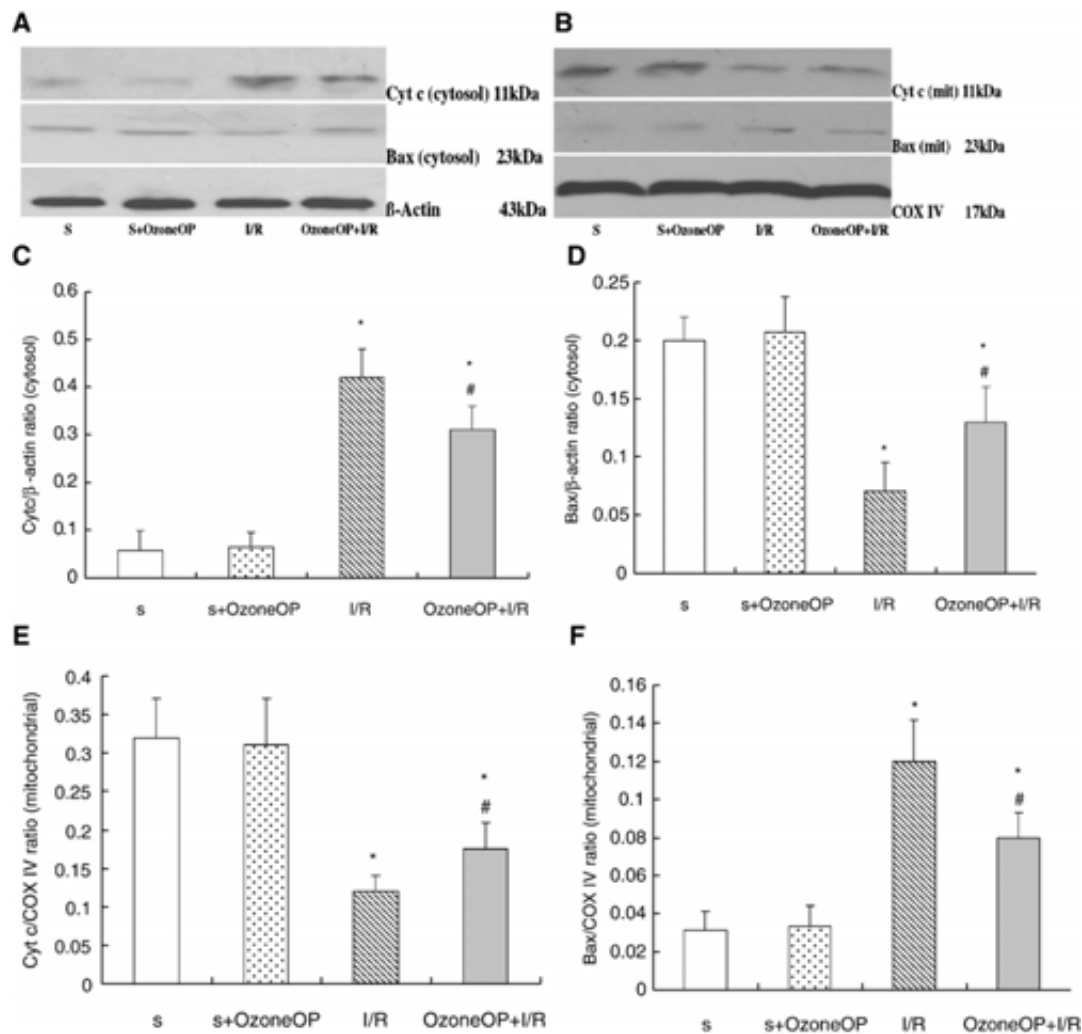 A
Cyt c (cytosol) 11kDa
Bax (cytosol) 23kDa
ß-Actin 43kDa
S S+OzoneOP I/R OzoneOP+I/R
B
Cyt c (mit) 11kDa
Bax (mit) 23kDa
COX IV 17kDa
S S+OzoneOP I/R OzoneOP+I/R
C
Cytc/β-actin ratio (cytosol)
0.6
0.5
0.4
0.3
0.2
0.1
0
*
*
#
s s+OzoneOP I/R OzoneOP+I/R
D
Bax/β-actin ratio (cytosol)
0.25
0.2
0.15
0.1
0.05
0
*
*
#
s s+OzoneOP I/R OzoneOP+I/R
E
Cyt c/COX IV ratio (mitochondrial)
0.4
0.35
0.3
0.25
0.2
0.15
0.1
0.05
0
*
*
#
s s+OzoneOP I/R OzoneOP+I/R
F
Bax/COX IV ratio (mitochondrial)
0.16
0.14
0.12
0.1
0.08
0.06
0.04
0.02
0
*
*
#
s s+OzoneOP I/R OzoneOP+I/R